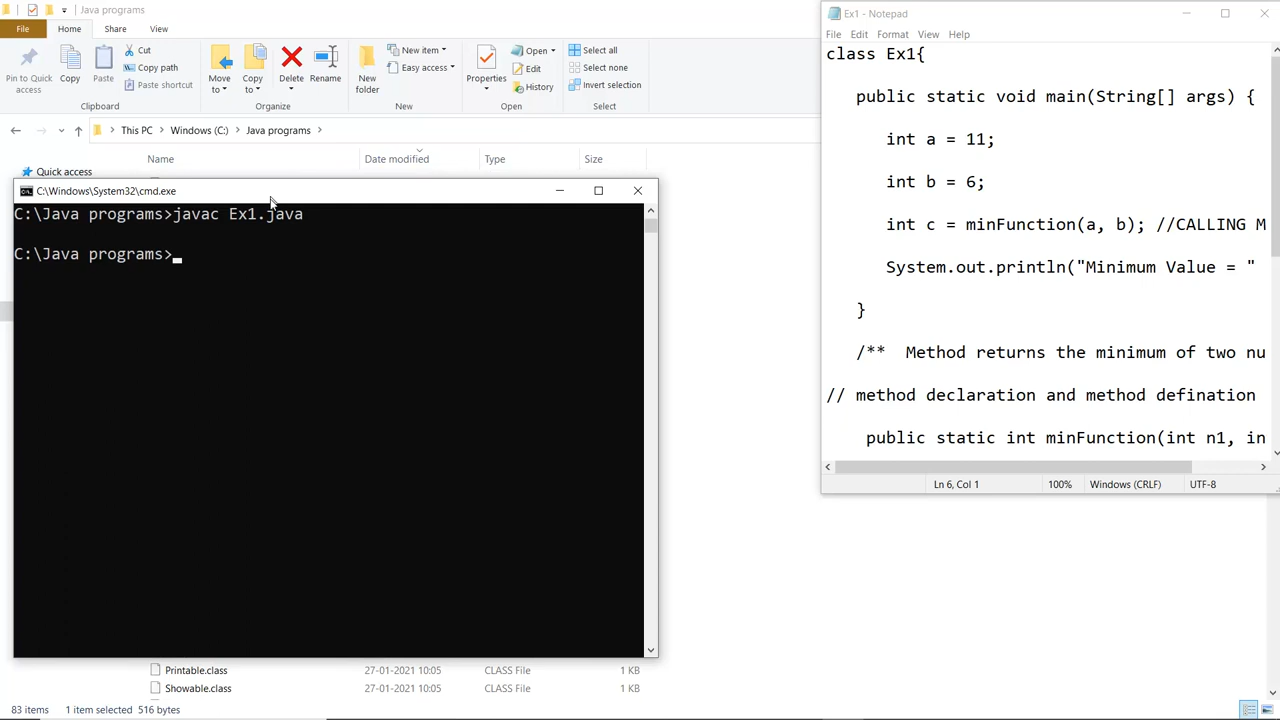 Java programs
File
Home
Share
View
Pin to Quick
access
Copy
Paste
Cut
Copy path
Paste shortcut
Clipboard
Move
to
Copy
to
Delete
Rename
Organize
New
folder
New item
Easy access
New
Properties
Open
Edit
History
Open
Select all
Select none
Invert selection
Select
This PC
Windows (C:)
Java programs
Name
Date modified
Type
Size
Quick access
C:\Windows\System32\cmd.exe
C:\Java programs>javac Ex1.java
C:\Java programs>
Printable.class
27-01-2021 10:05
CLASS File
1 KB
Showable.class
27-01-2021 10:05
CLASS File
1 KB
83 items
1 item selected 516 bytes
Ex1 - Notepad
File Edit Format View Help
class Ex1{
public static void main(String[] args) {
int a = 11;
int b = 6;
int c = minFunction(a, b); //CALLING M
System.out.println("Minimum Value = "
}
/** Method returns the minimum of two nu
// method declaration and method defination
public static int minFunction(int n1, in
Ln 6, Col 1
100%
Windows (CRLF)
UTF-8